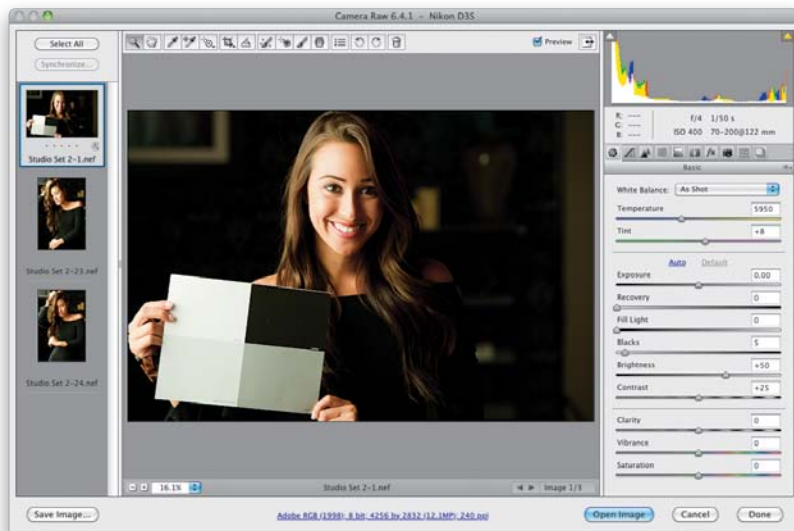 Camera Raw 6.4.1 – Nikon D3S
Select All
Synchronize...
Preview
Studio Set 2-1.nef
Studio Set 2-23.nef
Studio Set 2-24.nef
R: ---
G: ---
B: ---
f/4 1/50 s
ISO 400 70-200@122 mm
Basic
White Balance: As Shot
Temperature 5950
Tint +8
Auto Default
Exposure 0.00
Recovery 0
Fill Light 0
Blacks 5
Brightness +50
Contrast +25
Clarity 0
Vibrance 0
Saturation 0
16.1% Studio Set 2-1.nef Image 1/3
Save Image... Adobe RGB (1998); 8 bit; 4256 by 2832 (12.1MP); 240 ppi Open Image Cancel Done